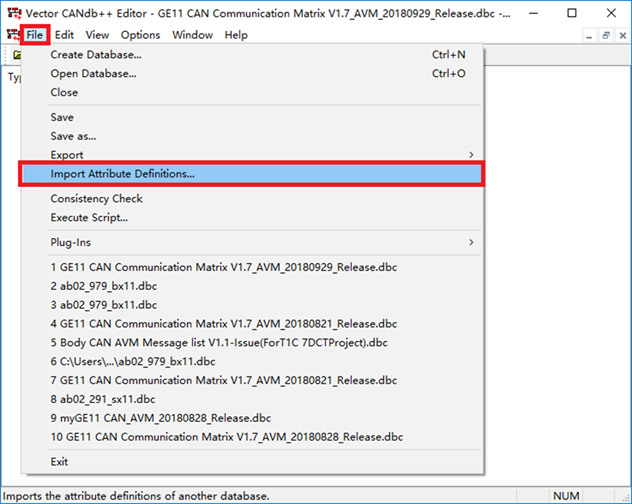 Vector CANdb++ Editor - GE11 CAN Communication Matrix V1.7_AVM_20180929_Release.dbc -...
File Edit View Options Window Help
Create Database... Ctrl+N
Open Database... Ctrl+O
Close
Save
Save as...
Export
Import Attribute Definitions...
Consistency Check
Execute Script...
Plug-Ins
1 GE11 CAN Communication Matrix V1.7_AVM_20180929_Release.dbc
2 ab02_979_bx11.dbc
3 ab02_979_bx11.dbc
4 GE11 CAN Communication Matrix V1.7_AVM_20180821_Release.dbc
5 Body CAN AVM Message list V1.1-Issue(ForT1C 7DCTProject).dbc
6 C:\Users\...\ab02_979_bx11.dbc
7 GE11 CAN Communication Matrix V1.7_AVM_20180821_Release.dbc
8 ab02_291_sx11.dbc
9 myGE11 CAN_AVM_20180828_Release.dbc
10 GE11 CAN Communication Matrix V1.7_AVM_20180828_Release.dbc
Exit
Imports the attribute definitions of another database. NUM